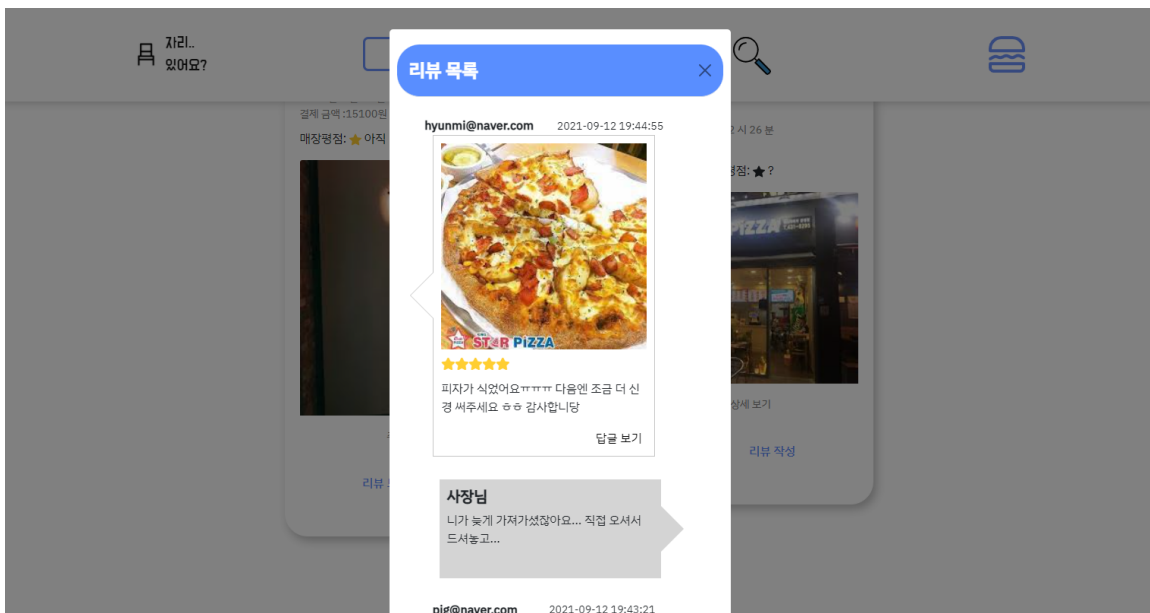 자리..
있어요?
리뷰 목록
결제 금액 :15100원
매장평점: 아직
hyunmi@naver.com 2021-09-12 19:44:55
STAR PiZZA
피자가 식었어요ㅠㅠㅠ 다음엔 조금 더 신
경 써주세요 ㅎㅎ 감사합니당
답글 보기
사장님
니가 늦게 가져가셨잖아요... 직접 오셔서
드셔놓고...
pig@naver.com 2021-09-12 19:43:21
리뷰
시 26 분
점: ?
PIZZA
상세 보기
리뷰 작성